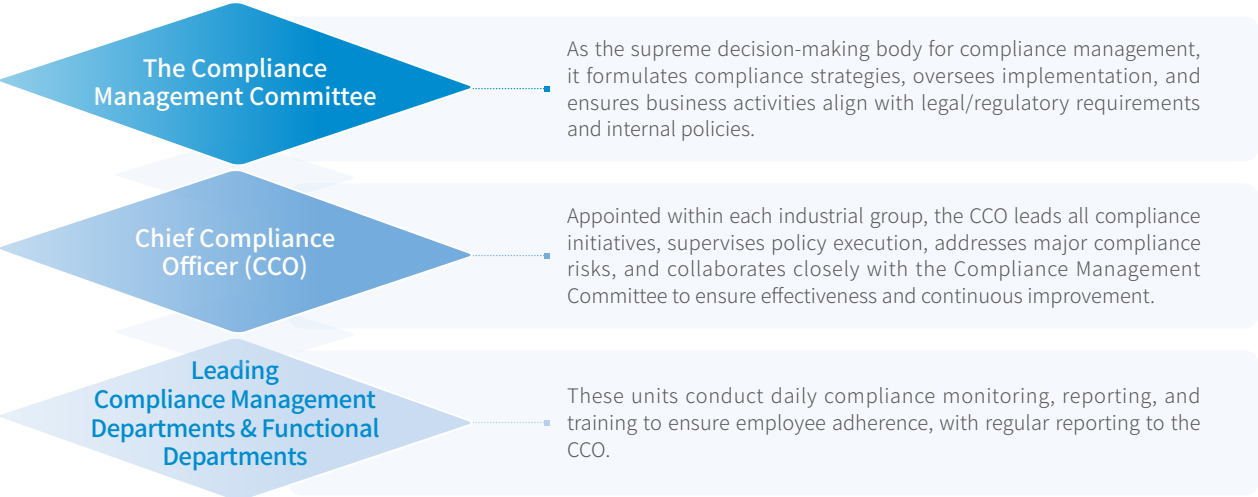 The Compliance
Management Committee
As the supreme decision-making body for compliance management,
it formulates compliance strategies, oversees implementation, and
ensures business activities align with legal/regulatory requirements
and internal policies.
Chief Compliance
Officer (CCO)
Appointed within each industrial group, the CCO leads all compliance
initiatives, supervises policy execution, addresses major compliance
risks, and collaborates closely with the Compliance Management
Committee to ensure effectiveness and continuous improvement.
Leading
Compliance Management
Departments & Functional
Departments
These units conduct daily compliance monitoring, reporting, and
training to ensure employee adherence, with regular reporting to the
CCO.